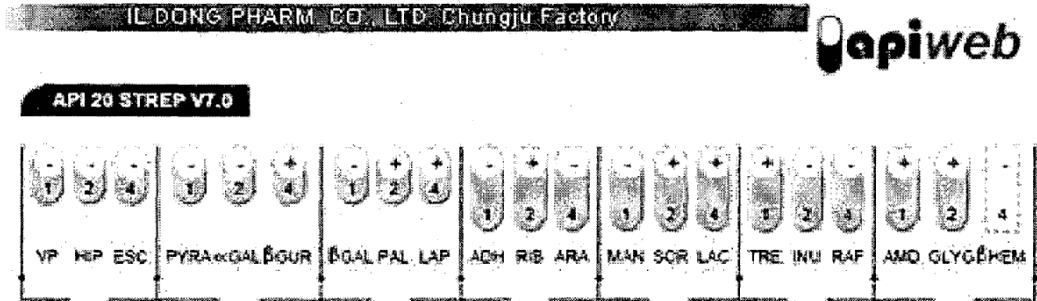 IL DONG PHARM. CO., LTD. Chungju Factory
apiweb
API 20 STREP V7.0
- - - - - + - + + - + - - + + + - - + + -
1 2 4 1 2 4 1 2 4 1 2 4 1 2 4 1 2 4 1 2 4
VP HIP ESC PYRA αGAL βGUR βGAL PAL LAP ADH RIB ARA MAN SOR LAC TRE INU RAF AMD GLYG βHEM